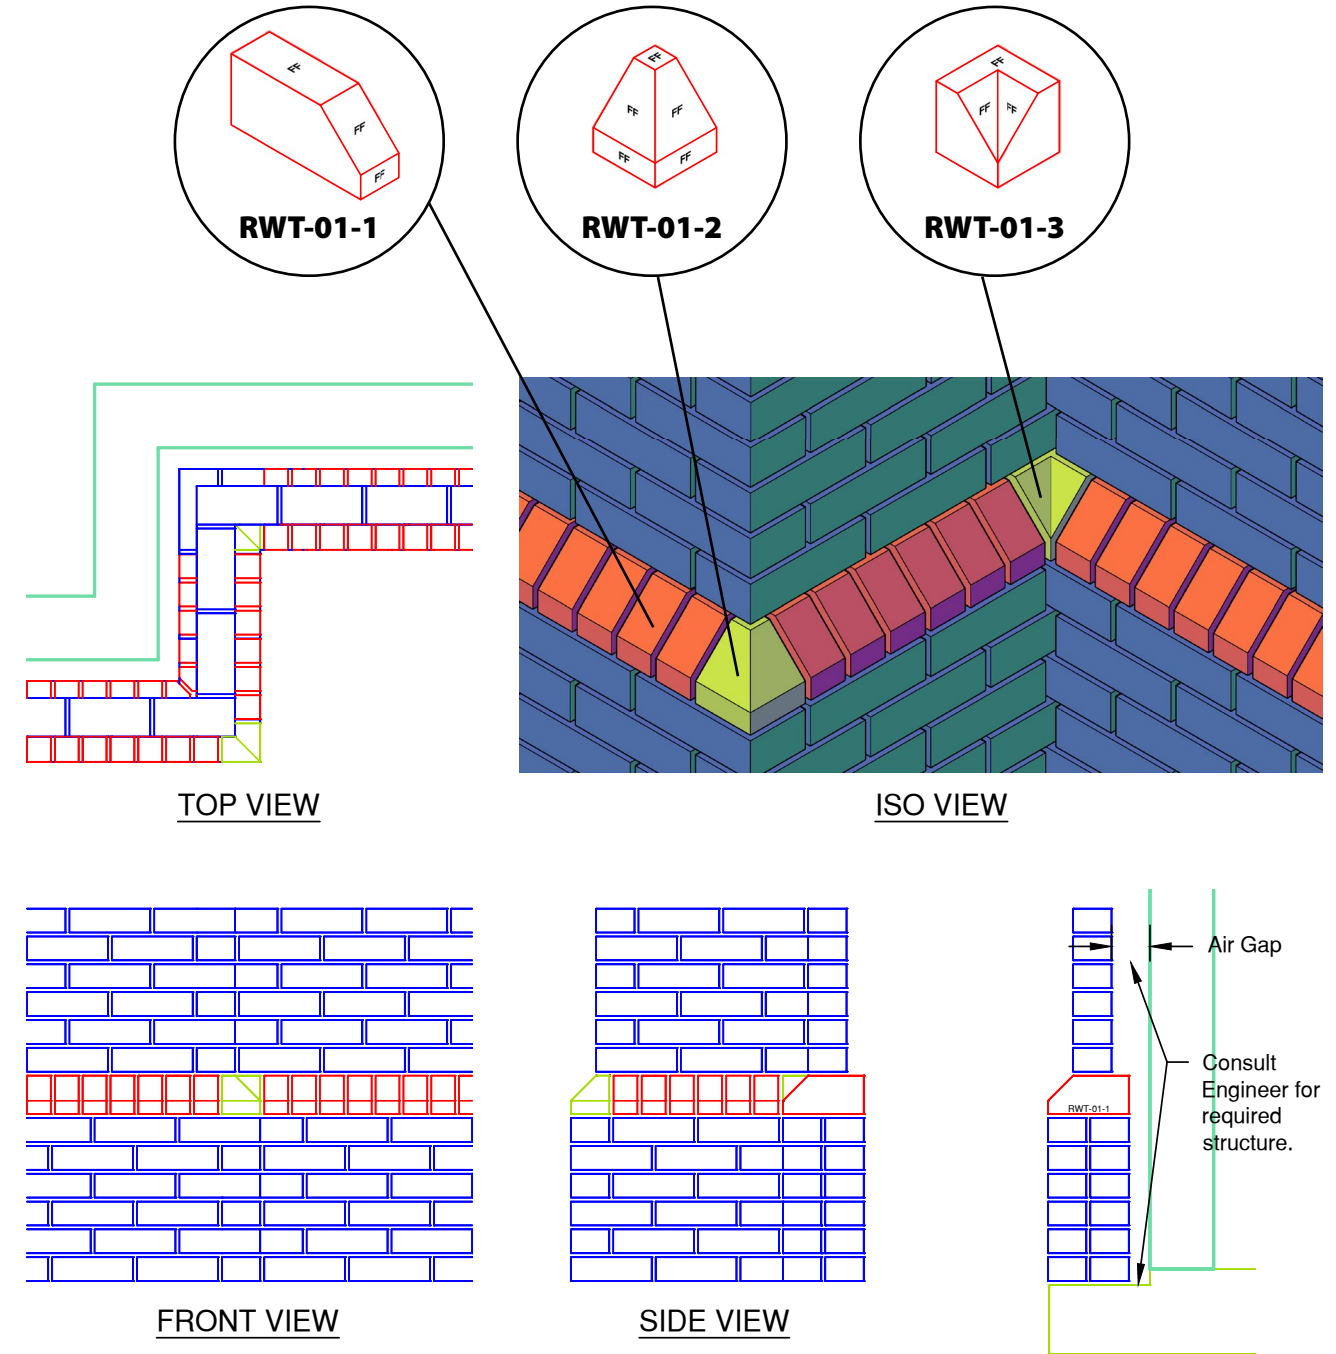 FF
FF
FF
RWT-01-1
FF
FF
FF
FF
FF
RWT-01-2
FF
FF
FF
RWT-01-3
TOP VIEW
ISO VIEW
Air Gap
Consult
Engineer for
required
structure.
RWT-01-1
FRONT VIEW
SIDE VIEW